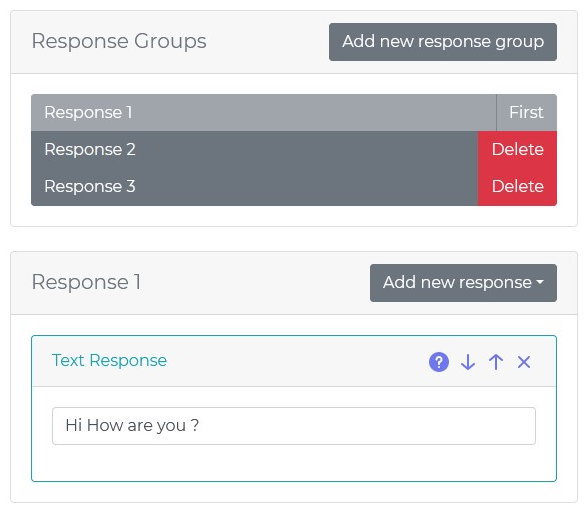 Response Groups
Add new response group
Response 1
First
Response 2
Delete
Response 3
Delete
Response 1
Add new response
Text Response
?
Hi How are you ?